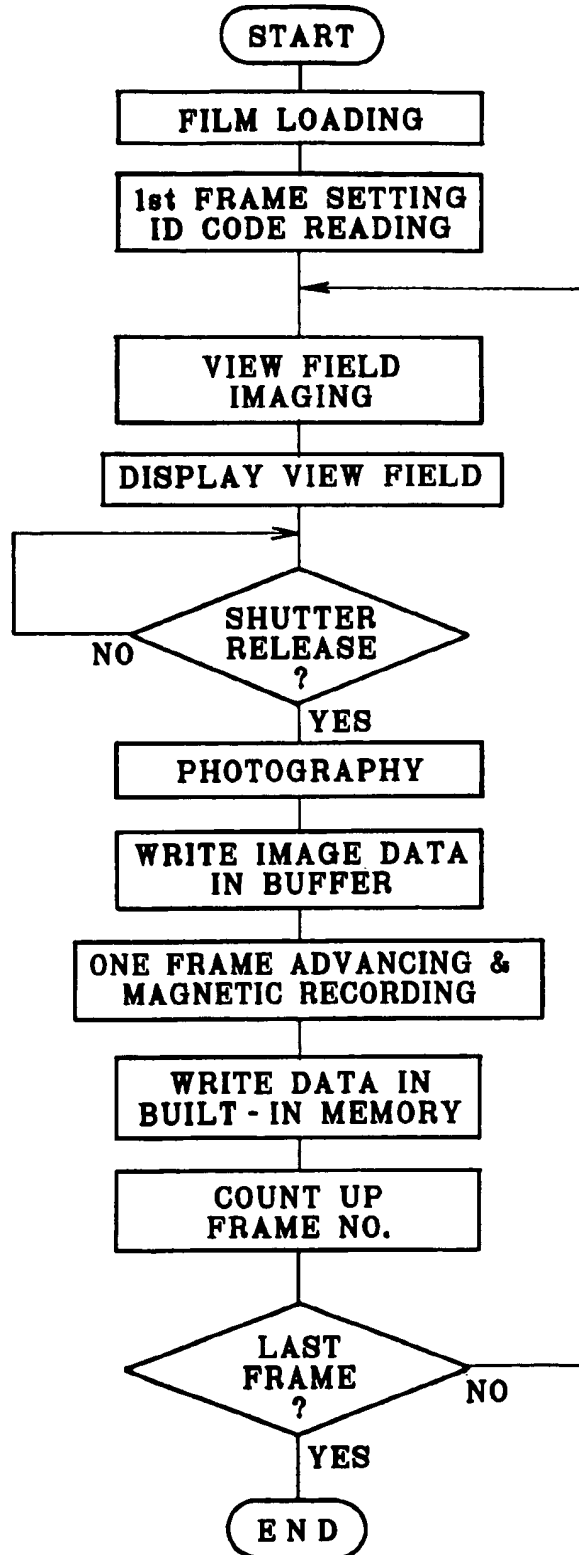 START
FILM LOADING
1st FRAME SETTING
ID CODE READING
VIEW FIELD
IMAGING
DISPLAY VIEW FIELD
SHUTTER
RELEASE
?
NO
YES
PHOTOGRAPHY
WRITE IMAGE DATA
IN BUFFER
ONE FRAME ADVANCING &
MAGNETIC RECORDING
WRITE DATA IN
BUILT-IN MEMORY
COUNT UP
FRAME NO.
LAST
FRAME
?
NO
YES
END